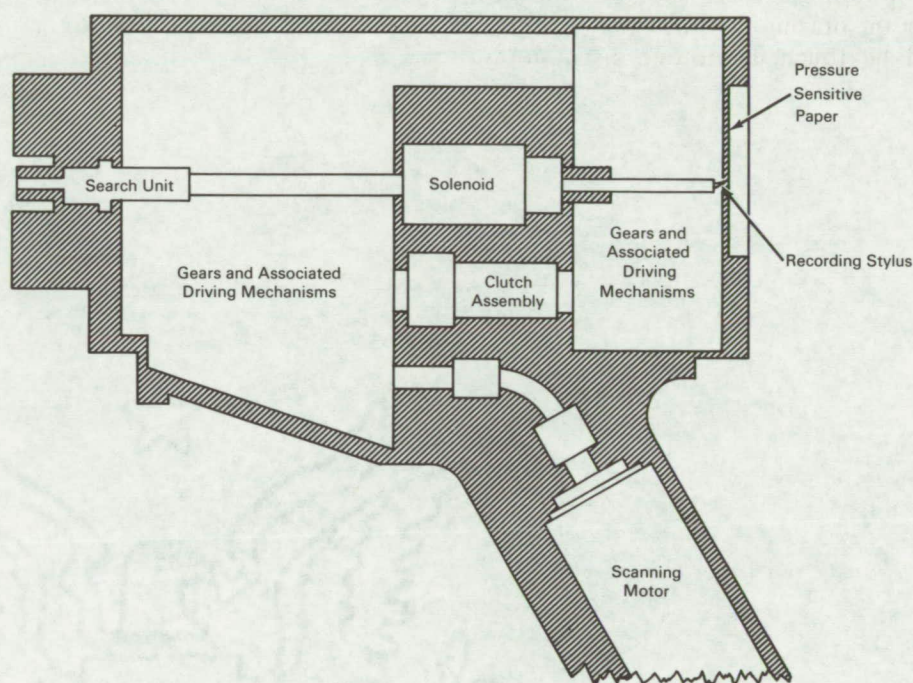 Pressure
Sensitive
Paper
Search Unit
Solenoid
Gears and
Associated
Driving
Mechanisms
Recording Stylus
Gears and Associated
Driving Mechanisms
Clutch
Assembly
Scanning
Motor